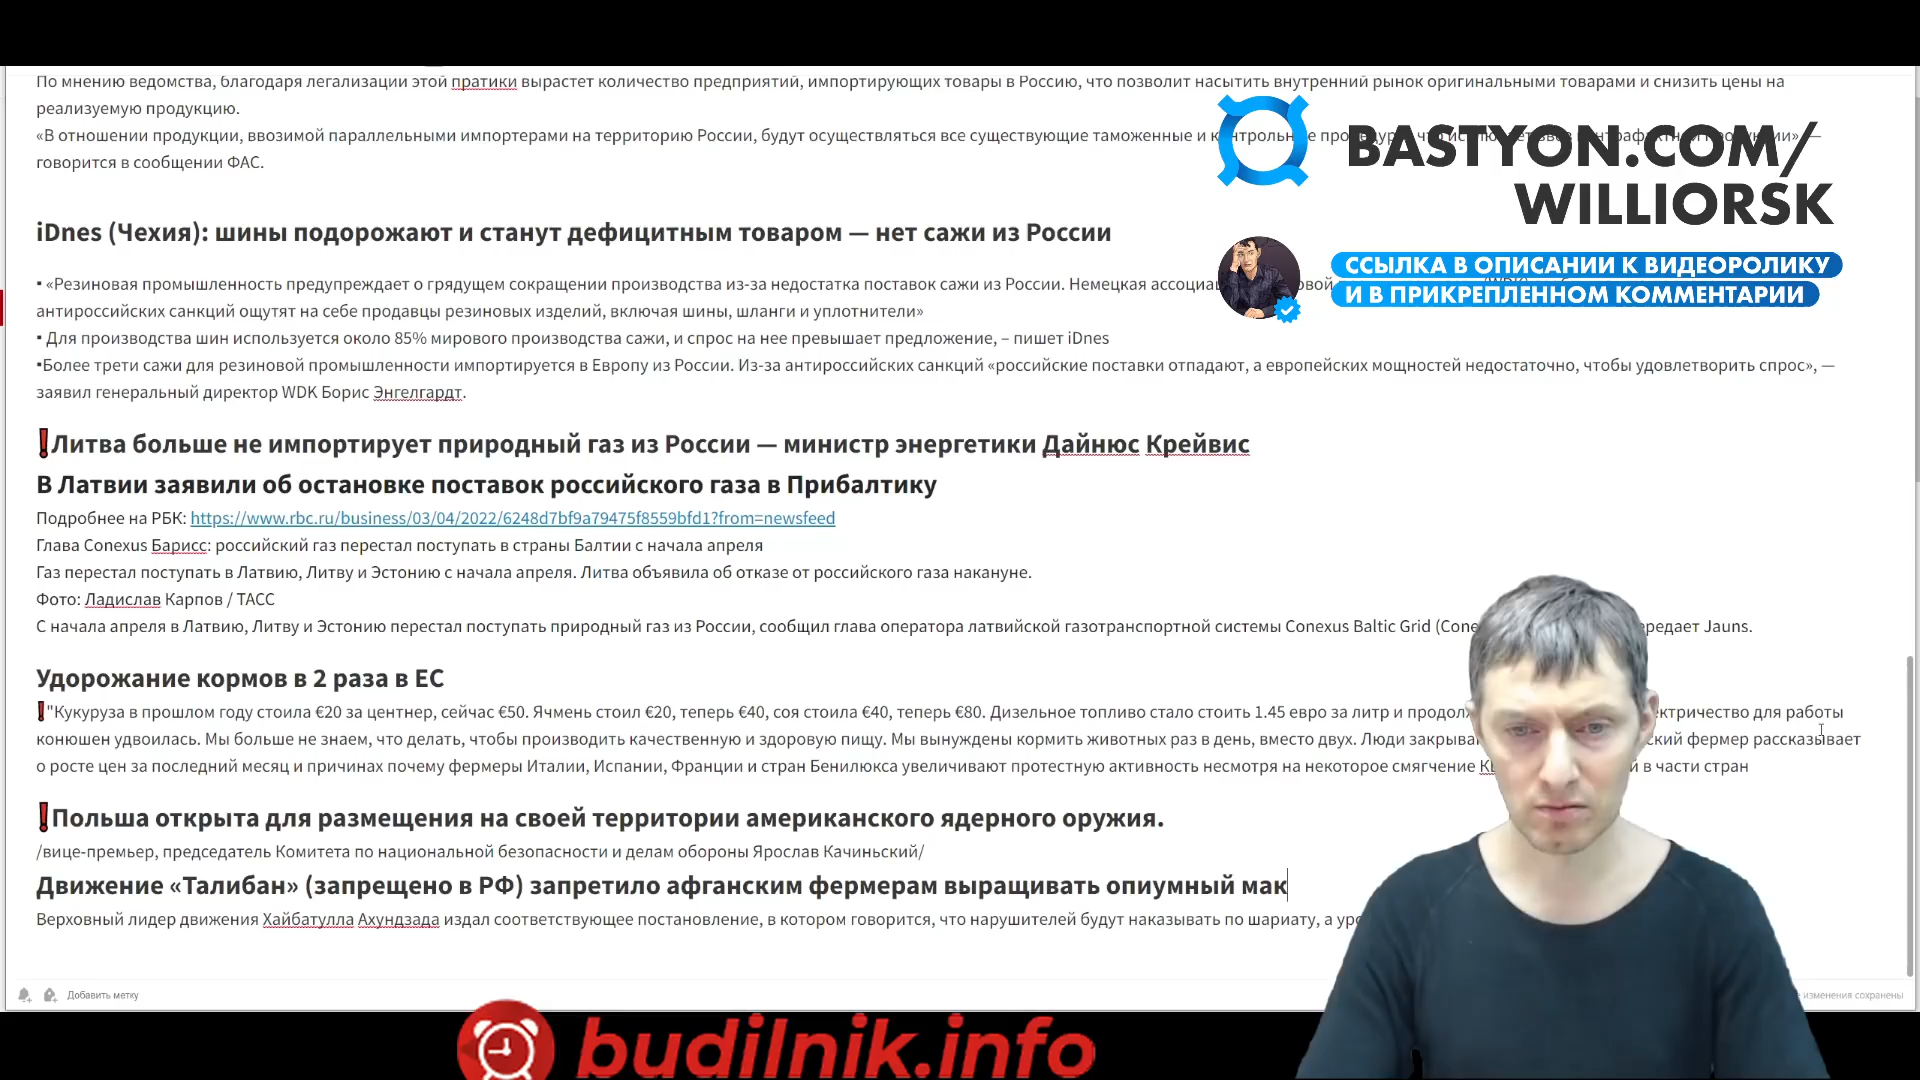 По мнению ведомства, благодаря легализации этой пратики вырастет количество предприятий, импортирующих товары в Россию, что позволит насытить внутренний рынок оригинальными товарами и снизить цены на
реализуемую продукцию.
«В отношении продукции, ввозимой параллельными импортерами на территорию России, будут осуществляться все существующие таможенные и контрольные
говорится в сообщении ФАС.
BASTYON.COM/
WILLIORSK
ССЫЛКА В ОПИСАНИИ К ВИДЕОРОЛИКУ
И В ПРИКРЕПЛЕННОМ КОММЕНТАРИИ
iDnes (Чехия): шины подорожают и станут дефицитным товаром — нет сажи из России
▪ «Резиновая промышленность предупреждает о грядущем сокращении производства из-за недостатка поставок сажи из России. Немецкая
антироссийских санкций ощутят на себе продавцы резиновых изделий, включая шины, шланги и уплотнители»
▪ Для производства шин используется около 85% мирового производства сажи, и спрос на нее превышает предложение, – пишет iDnes
▪Более трети сажи для резиновой промышленности импортируется в Европу из России. Из-за антироссийских санкций «российские поставки отпадают, а европейских мощностей недостаточно, чтобы удовлетворить спрос», —
заявил генеральный директор WDK Борис Энгелгардт.
❗Литва больше не импортирует природный газ из России — министр энергетики Дайнюс Крейвис
В Латвии заявили об остановке поставок российского газа в Прибалтику
Подробнее на РБК: https://www.rbc.ru/business/03/04/2022/6248d7bf9a79475f8559bfd1?from=newsfeed
Глава Conexus Барисс: российский газ перестал поступать в страны Балтии с начала апреля
Газ перестал поступать в Латвию, Литву и Эстонию с начала апреля. Литва объявила об отказе от российского газа накануне.
Фото: Ладислав Карпов / ТАСС
С начала апреля в Латвию, Литву и Эстонию перестал поступать природный газ из России, сообщил глава оператора латвийской газотранспортной системы Conexus Baltic Grid Jauns.
Удорожание кормов в 2 раза в ЕС
❗"Кукуруза в прошлом году стоила €20 за центнер, сейчас €50. Ячмень стоил €20, теперь €40, соя стоила €40, теперь €80. Дизельное топливо стало стоить 1.45 евро за литр и для работы
конюшен удвоилась. Мы больше не знаем, что делать, чтобы производить качественную и здоровую пищу. Мы вынуждены кормить животных раз в день, вместо двух. Люди фермер рассказывает
о росте цен за последний месяц и причинах почему фермеры Италии, Испании, Франции и стран Бенилюкса увеличивают протестную активность несмотря на некоторое смягчение в части стран
❗Польша открыта для размещения на своей территории американского ядерного оружия.
/вице-премьер, председатель Комитета по национальной безопасности и делам обороны Ярослав Качиньский/
Движение «Талибан» (запрещено в РФ) запретило афганским фермерам выращивать опиумный мак
Верховный лидер движения Хайбатулла Ахундзада издал соответствующее постановление, в котором говорится, что нарушителей будут наказывать по шариату, а
Добавить метку
изменения сохранены
budilnik.info